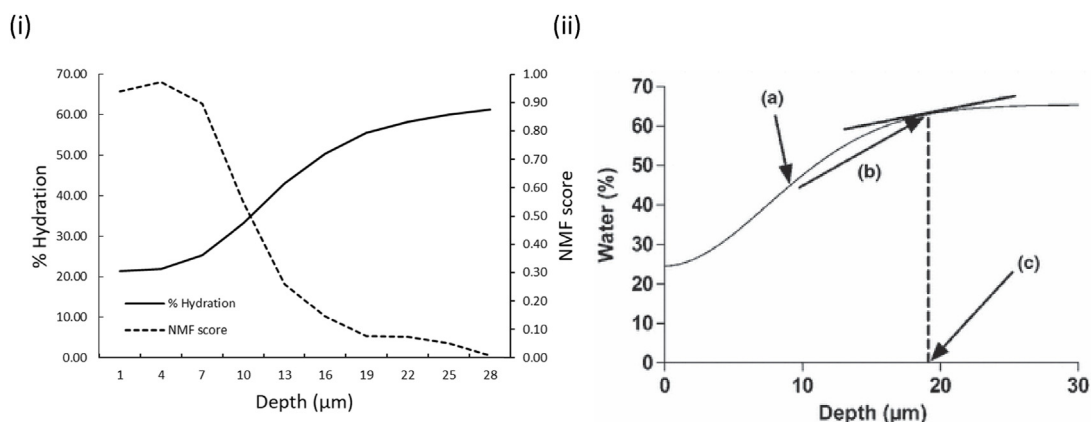 (i)
% Hydration
70.00
60.00
50.00
40.00
30.00
20.00
10.00
0.00
% Hydration
NMF score
1 4 7 10 13 16 19 22 25 28
Depth (µm)
1.00
0.90
0.80
0.70
0.60
0.50
0.40
0.30
0.20
0.10
0.00
NMF score
(ii)
Water (%)
70
60
50
40
30
20
10
0
(a)
(b)
(c)
0 10 20 30
Depth (µm)